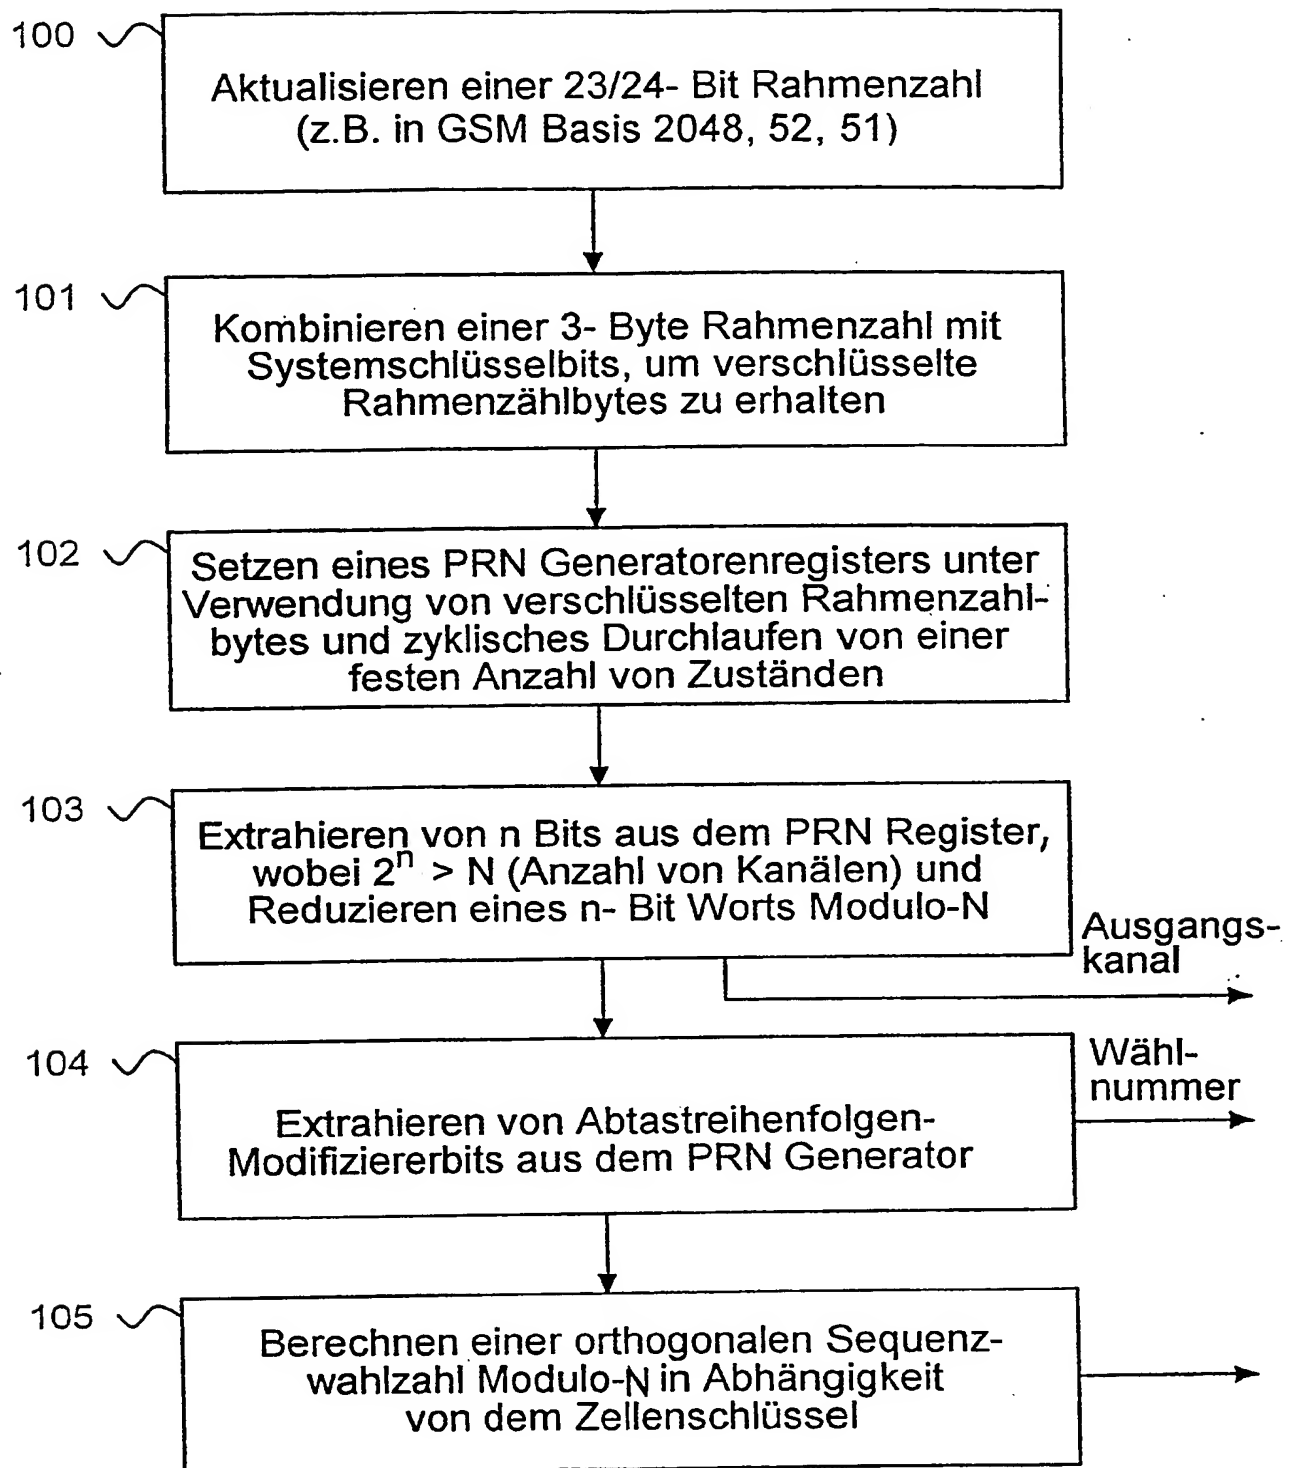 100
Aktualisieren einer 23/24- Bit Rahmenzahl
(z.B. in GSM Basis 2048, 52, 51)
101
Kombinieren einer 3- Byte Rahmenzahl mit
Systemschlüsselbits, um verschlüsselte
Rahmenzählbytes zu erhalten
102
Setzen eines PRN Generatorenregisters unter
Verwendung von verschlüsselten Rahmenzahl-
bytes und zyklisches Durchlaufen von einer
festen Anzahl von Zuständen
103
Extrahieren von n Bits aus dem PRN Register,
wobei 2^n > N (Anzahl von Kanälen) und
Reduzieren eines n- Bit Worts Modulo-N
Ausgangs-
kanal
104
Extrahieren von Abtastreihenfolgen-
Modifiziererbits aus dem PRN Generator
Wähl-
nummer
105
Berechnen einer orthogonalen Sequenz-
wahlzahl Modulo-N in Abhängigkeit
von dem Zellenschlüssel